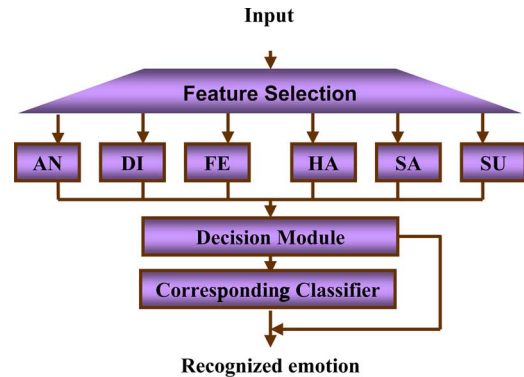 Input
Feature Selection
AN DI FE HA SA SU
Decision Module
Corresponding Classifier
Recognized emotion